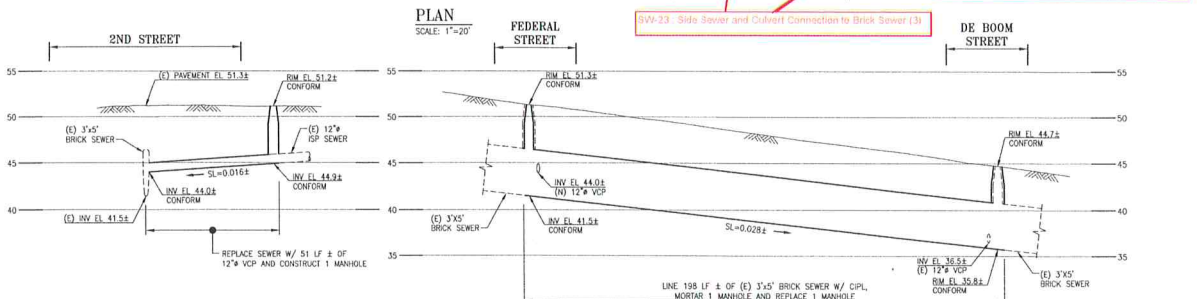 PLAN
SCALE: 1"=20'
SW-23: Side Sewer and Culvert Connection to Brick Sewer (3)
2ND STREET
FEDERAL
STREET
DE BOOM
STREET
55
50
45
40
(E) PAVEMENT EL 51.3±
RIM EL 51.2±
CONFORM
(E) 3'x5'
BRICK SEWER
(E) 12"ø
ISP SEWER
SL=0.016±
INV EL 44.0±
CONFORM
INV EL 44.9±
CONFORM
(E) INV EL 41.5±
REPLACE SEWER W/ 51 LF ± OF
12"ø VCP AND CONSTRUCT 1 MANHOLE
55
50
45
40
35
RIM EL 51.3±
CONFORM
INV EL 44.0±
(N) 12"ø VCP
(E) 3'X5'
BRICK SEWER
INV EL 41.5±
CONFORM
SL=0.028±
RIM EL 44.7±
CONFORM
INV EL 36.5±
(E) 12"ø VCP
RIM EL 35.8±
CONFORM
(E) 3'X5'
BRICK SEWER
LINE 198 LF ± OF (E) 3'x5' BRICK SEWER W/ CIPL,
MORTAR 1 MANHOLE AND REPLACE 1 MANHOLE
55
50
45
40
35